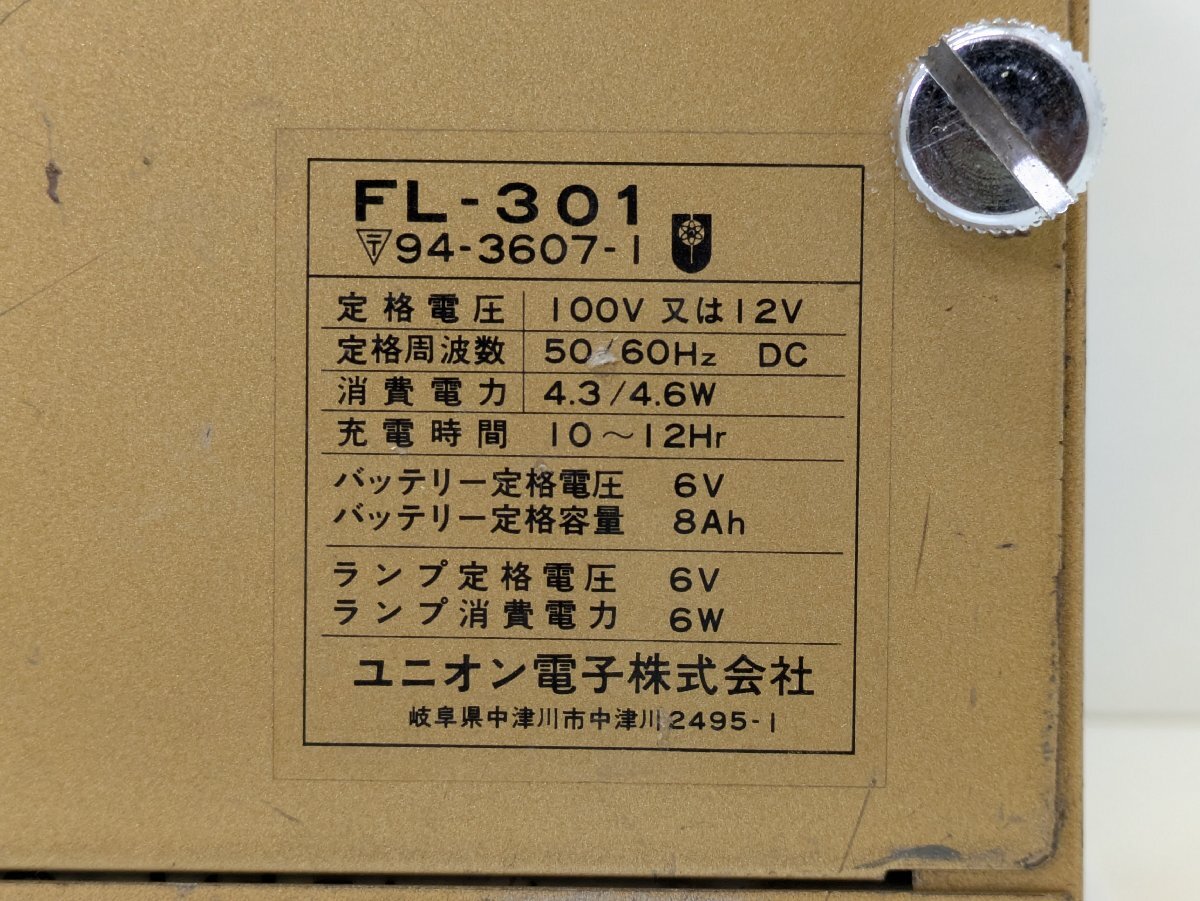 FL-301
〒94-3607-1
定格電圧 100V 又は12V
定格周波数 50/60Hz DC
消費電力 4.3/4.6W
充電時間 10～12Hr
バッテリー定格電圧 6V
バッテリー定格容量 8Ah
ランプ定格電圧 6V
ランプ消費電力 6W
ユニオン電子株式会社
岐阜県中津川市中津川2495-1